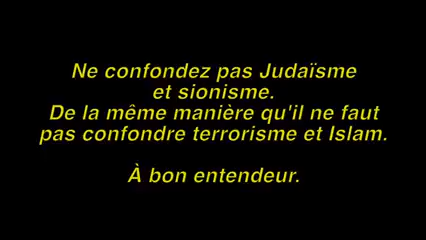 Ne confondez pas Judaïsme
et sionisme.
De la même manière qu'il ne faut
pas confondre terrorisme et Islam.
À bon entendeur.